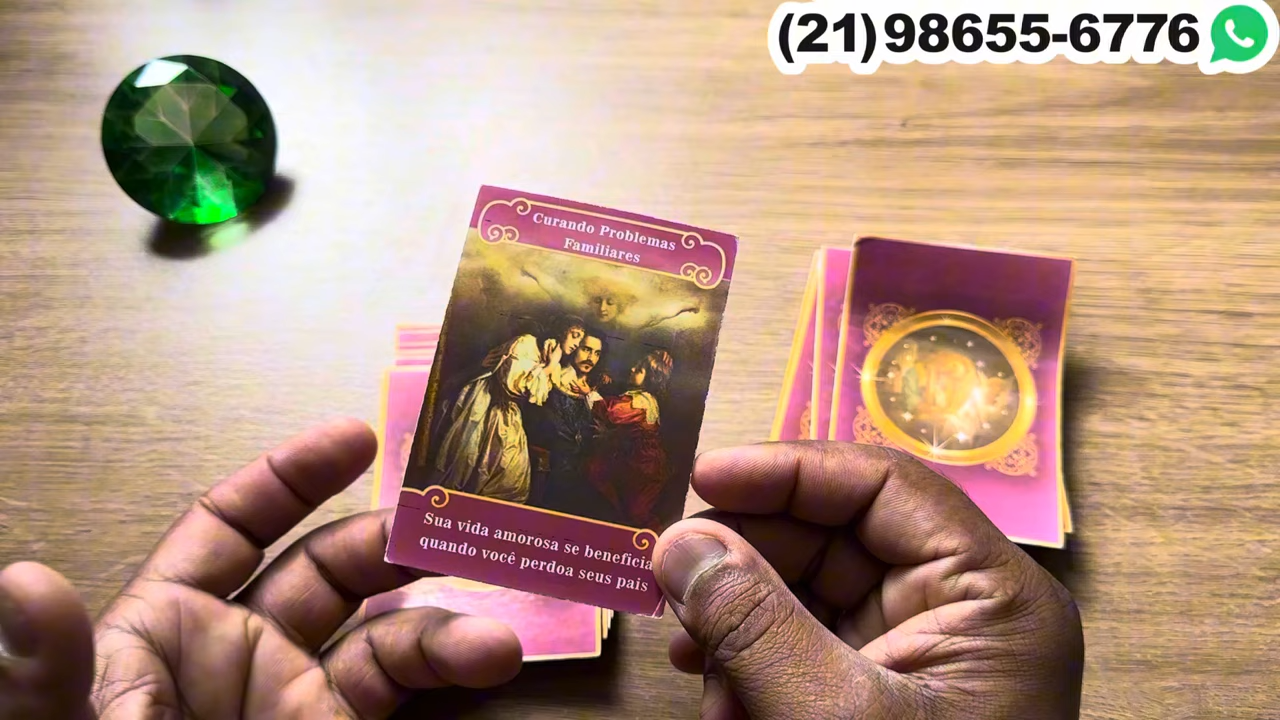 (21)98655-6776
Curando Problemas
Familiares
Sua vida amorosa se beneficia
quando você perdoa seus pais